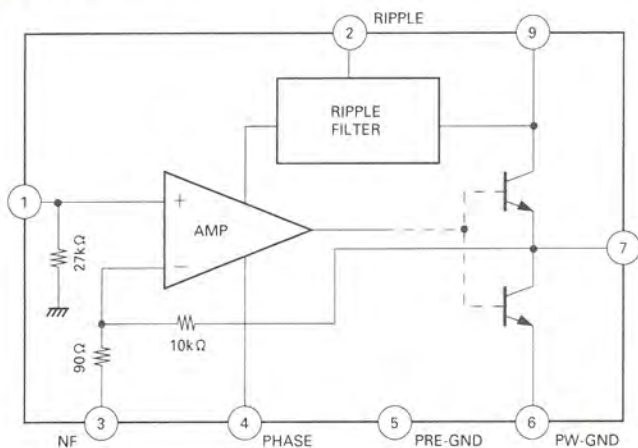 RIPPLE
2
9
RIPPLE
FILTER
1
+
AMP
27kΩ
−
7
10kΩ
90Ω
3
4
5
6
NF
PHASE
PRE-GND
PW-GND